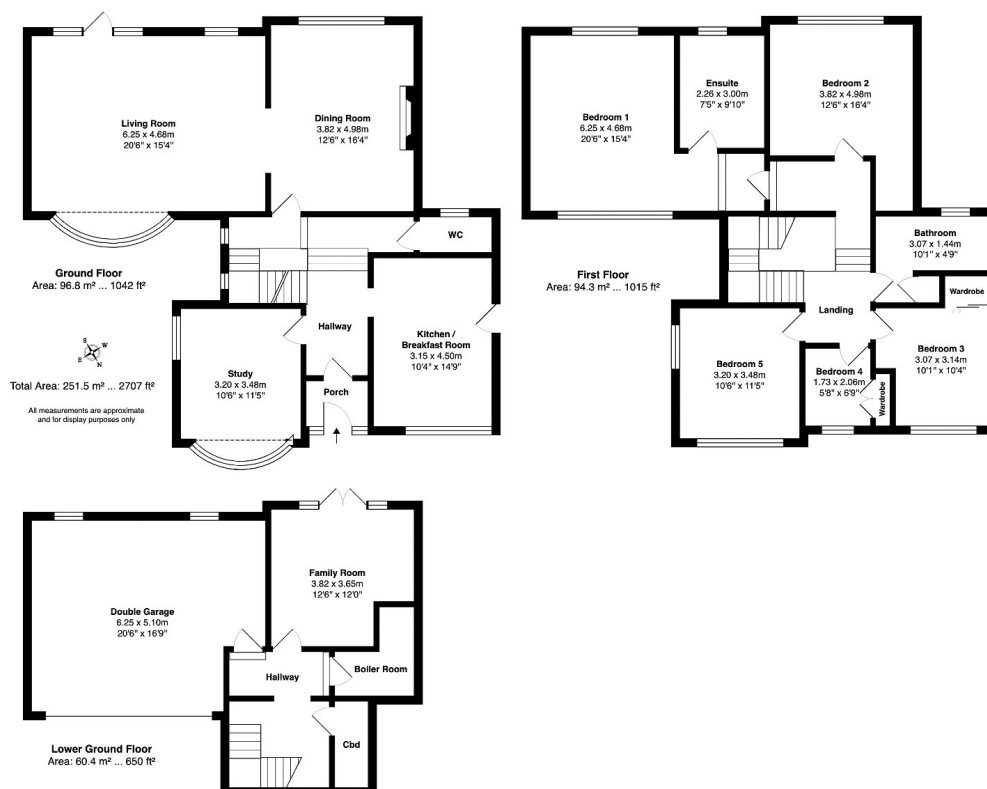 Living Room
6.25 x 4.68m
20'6" x 15'4"
Dining Room
3.82 x 4.98m
12'6" x 16'4"
WC
Ground Floor
Area: 96.8 m² ... 1042 ft²
Hallway
Kitchen /
Breakfast Room
3.15 x 4.50m
10'4" x 14'9"
Study
3.20 x 3.48m
10'6" x 11'5"
Porch
S
W
E
N
Total Area: 251.5 m² ... 2707 ft²
All measurements are approximate
and for display purposes only
Bedroom 1
6.25 x 4.68m
20'6" x 15'4"
Ensuite
2.26 x 3.00m
7'5" x 9'10"
Bedroom 2
3.82 x 4.98m
12'6" x 16'4"
Bathroom
3.07 x 1.44m
10'1" x 4'9"
First Floor
Area: 94.3 m² ... 1015 ft²
Wardrobe
Landing
Bedroom 3
3.07 x 3.14m
10'1" x 10'4"
Bedroom 5
3.20 x 3.48m
10'6" x 11'5"
Bedroom 4
1.73 x 2.06m
5'8" x 6'9"
Wardrobe
Family Room
3.82 x 3.65m
12'6" x 12'0"
Double Garage
6.25 x 5.10m
20'6" x 16'9"
Boiler Room
Hallway
Cbd
Lower Ground Floor
Area: 60.4 m² ... 650 ft²